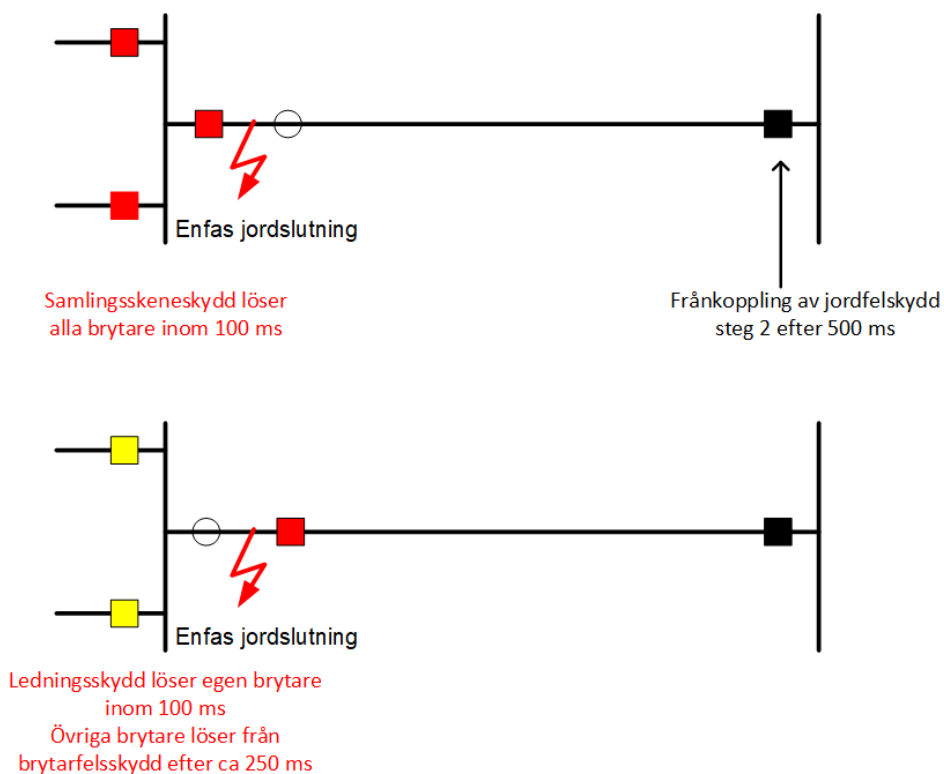 Enfas jordslutning
Samlingsskeneskydd löser
alla brytare inom 100 ms
Frånkoppling av jordfelskydd
steg 2 efter 500 ms
Enfas jordslutning
Ledningsskydd löser egen brytare
inom 100 ms
Övriga brytare löser från
brytarfelsskydd efter ca 250 ms